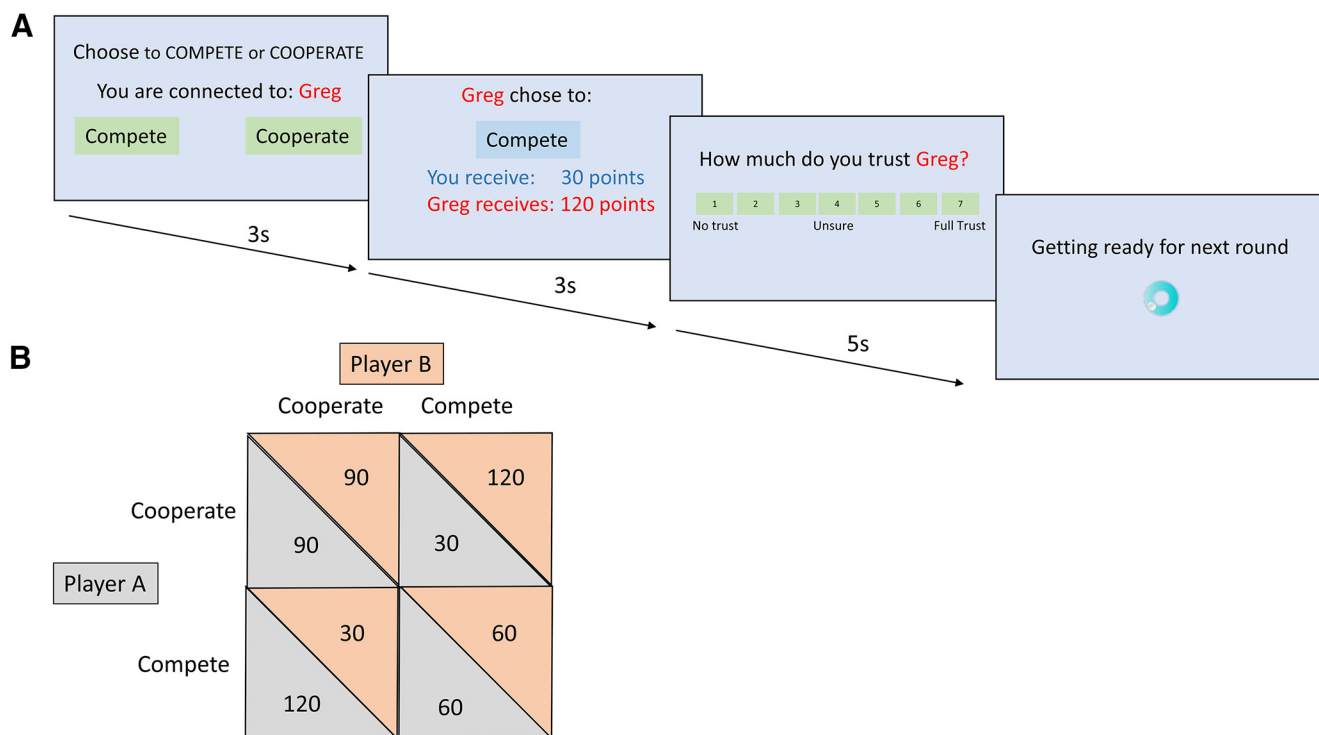 A
Choose to COMPETE or COOPERATE
You are connected to: Greg
Compete Cooperate
3s
Greg chose to:
Compete
You receive: 30 points
Greg receives: 120 points
3s
How much do you trust Greg?
1 2 3 4 5 6 7
No trust Unsure Full Trust
5s
Getting ready for next round
B
Player B
Cooperate Compete
Cooperate
90 120
90 30
Player A
Compete
30 60
120 60